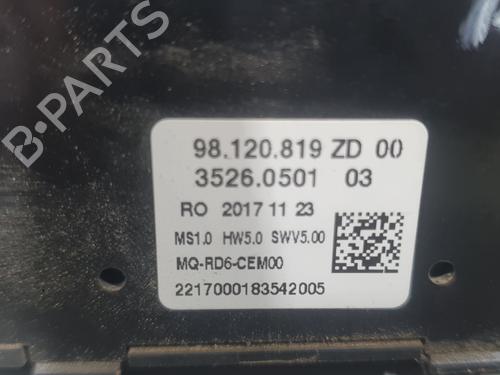 98.120.819 ZD 00
3526.0501 03
RO 2017 11 23
MS1.0 HW5.0 SWV5.00
MQ-RD6-CEM00
2217000183542005
B-PARTS